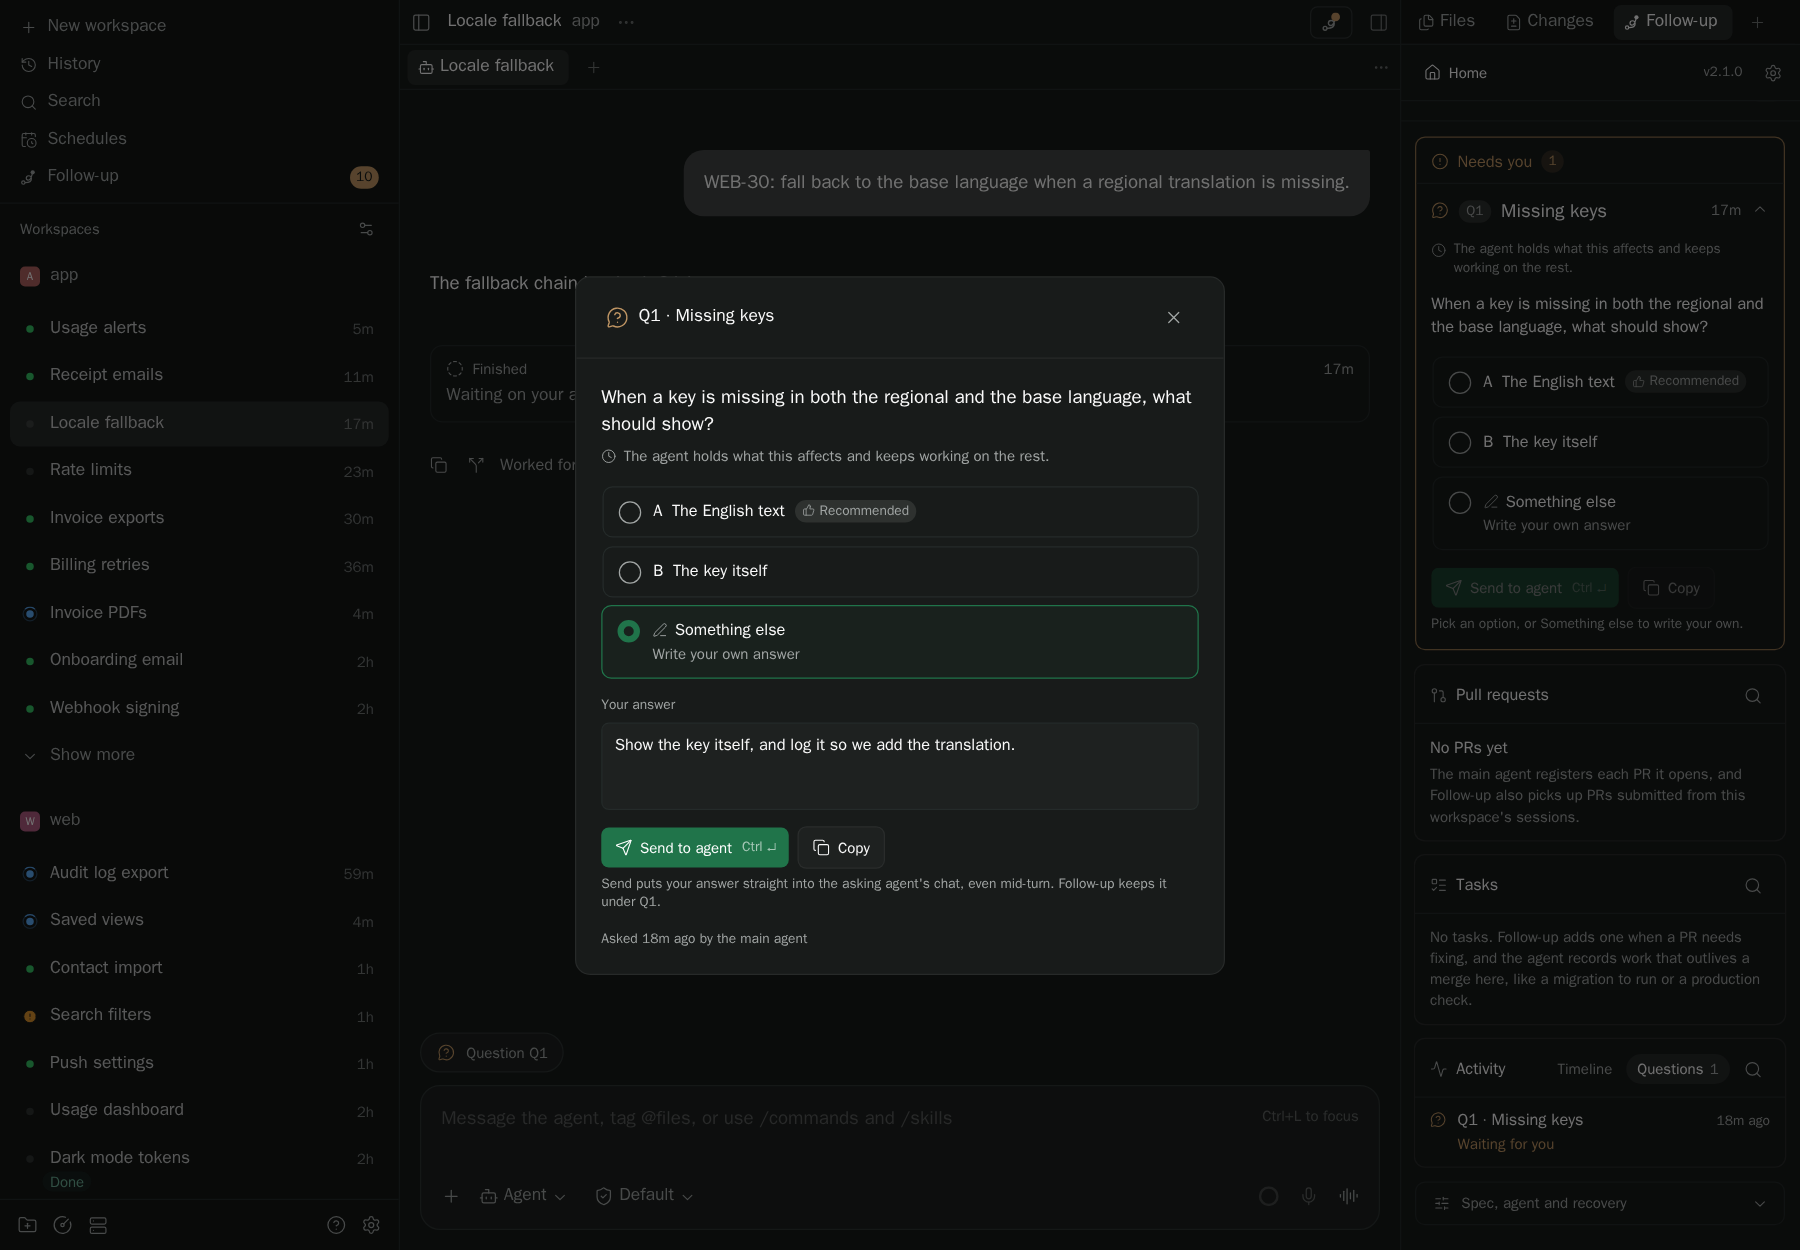 New workspace
History
Search
Schedules
Follow-up 10
Workspaces
A app
Usage alerts 5m
Receipt emails 11m
Locale fallback 17m
Rate limits 23m
Invoice exports 30m
Billing retries 36m
Invoice PDFs 4m
Onboarding email 2h
Webhook signing 2h
Show more
W web
Audit log export 59m
Saved views 4m
Contact import 1h
Search filters 1h
Push settings 1h
Usage dashboard 2h
Dark mode tokens 2h
Done
Locale fallback app
Locale fallback
WEB-30: fall back to the base language when a regional translation is missing.
The fallback chain
Finished 17m
Waiting on your
Worked for
Q1 · Missing keys
When a key is missing in both the regional and the base language, what
should show?
The agent holds what this affects and keeps working on the rest.
A The English text Recommended
B The key itself
Something else
Write your own answer
Your answer
Show the key itself, and log it so we add the translation.
Send to agent Ctrl ↵ Copy
Send puts your answer straight into the asking agent's chat, even mid-turn. Follow-up keeps it
under Q1.
Asked 18m ago by the main agent
Question Q1
Message the agent, tag @files, or use /commands and /skills Ctrl+L to focus
Agent Default
Files Changes Follow-up
Home v2.1.0
Needs you 1
Q1 Missing keys 17m
The agent holds what this affects and keeps
working on the rest.
When a key is missing in both the regional and
the base language, what should show?
A The English text Recommended
B The key itself
Something else
Write your own answer
Send to agent Ctrl ↵ Copy
Pick an option, or Something else to write your own.
Pull requests
No PRs yet
The main agent registers each PR it opens, and
Follow-up also picks up PRs submitted from this
workspace's sessions.
Tasks
No tasks. Follow-up adds one when a PR needs
fixing, and the agent records work that outlives a
merge here, like a migration to run or a production
check.
Activity Timeline Questions 1
Q1 · Missing keys 18m ago
Waiting for you
Spec, agent and recovery